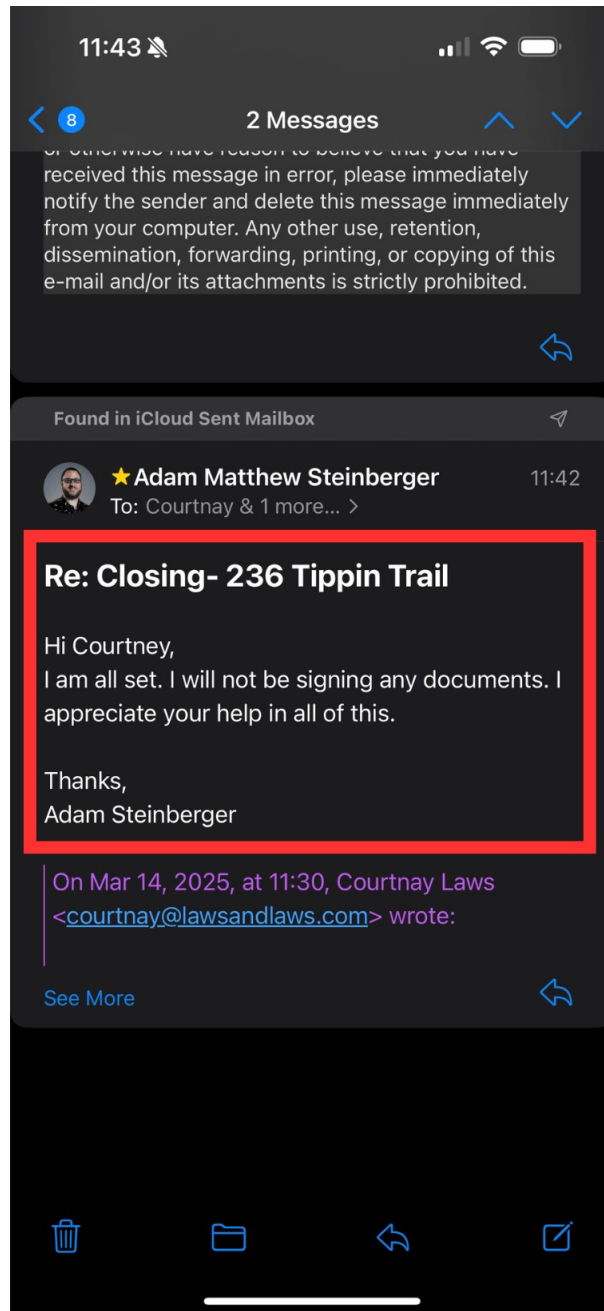 11:43
8
2 Messages
or otherwise have reason to believe that you have
received this message in error, please immediately
notify the sender and delete this message immediately
from your computer. Any other use, retention,
dissemination, forwarding, printing, or copying of this
e-mail and/or its attachments is strictly prohibited.
Found in iCloud Sent Mailbox
Adam Matthew Steinberger
11:42
To: Courtnay & 1 more... >
Re: Closing- 236 Tippin Trail
Hi Courtney,
I am all set. I will not be signing any documents. I
appreciate your help in all of this.
Thanks,
Adam Steinberger
On Mar 14, 2025, at 11:30, Courtnay Laws
<courtnay@lawsandlaws.com> wrote:
See More